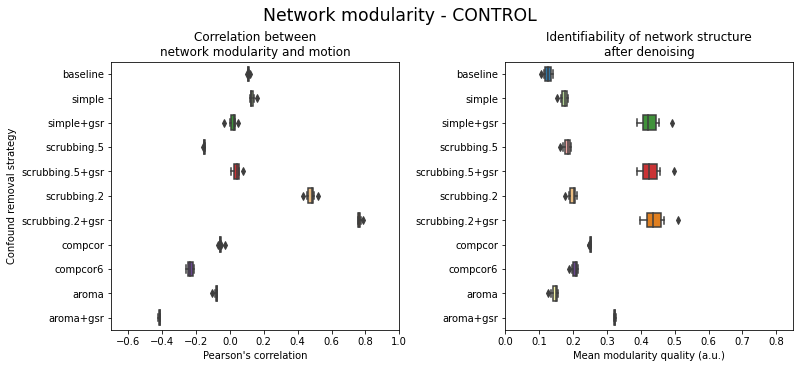 Network modularity - CONTROL
Correlation between
network modularity and motion
Confound removal strategy
baseline
simple
simple+gsr
scrubbing.5
scrubbing.5+gsr
scrubbing.2
scrubbing.2+gsr
compcor
compcor6
aroma
aroma+gsr
−0.6 −0.4 −0.2 0.0 0.2 0.4 0.6 0.8 1.0
Pearson's correlation
Identifiability of network structure
after denoising
baseline
simple
simple+gsr
scrubbing.5
scrubbing.5+gsr
scrubbing.2
scrubbing.2+gsr
compcor
compcor6
aroma
aroma+gsr
0.0 0.1 0.2 0.3 0.4 0.5 0.6 0.7 0.8
Mean modularity quality (a.u.)